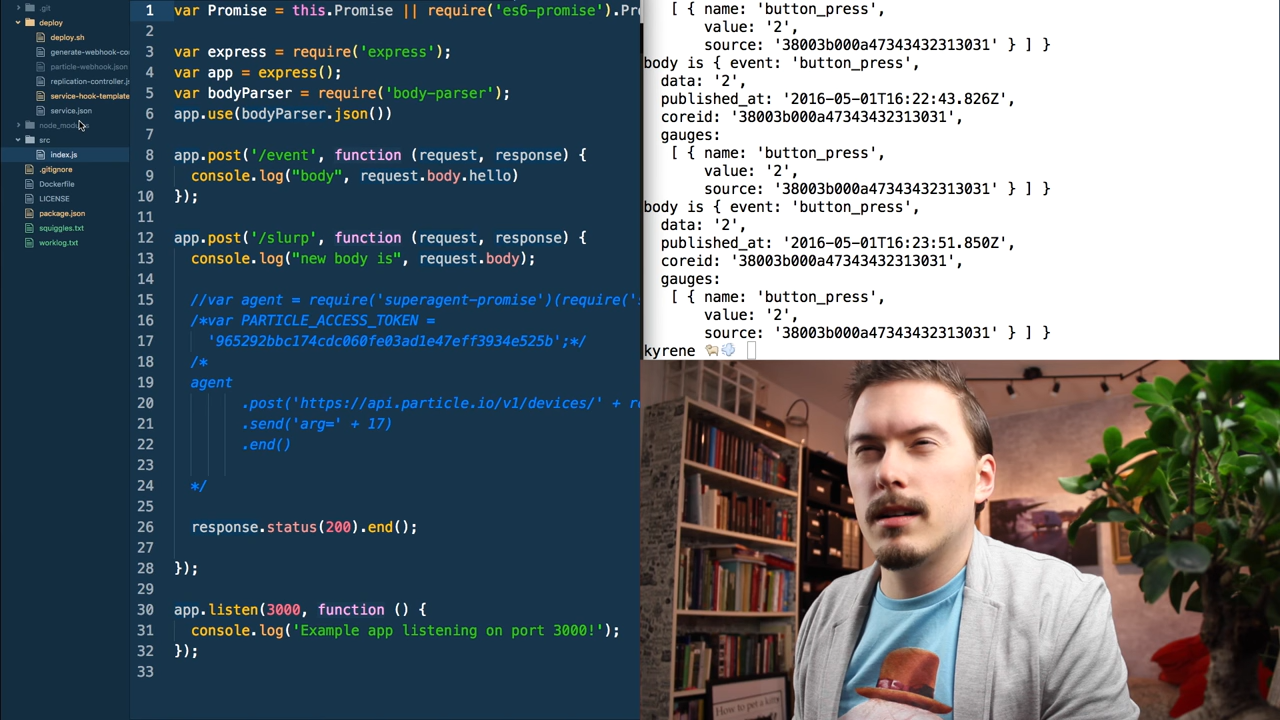 .git
deploy
deploy.sh
generate-webhook-co
particle-webhook.json
replication-controller.js
service-hook-template
service.json
src
index.js
.gitignore
Dockerfile
LICENSE
package.json
squiggles.txt
worklog.txt
1 var Promise = this.Promise || require('es6-promise').Pr
2
3 var express = require('express');
4 var app = express();
5 var bodyParser = require('body-parser');
6 app.use(bodyParser.json())
7
8 app.post('/event', function (request, response) {
9 console.log("body", request.body.hello)
10 });
11
12 app.post('/slurp', function (request, response) {
13 console.log("new body is", request.body);
14
15 //var agent = require('superagent-promise')(require('
16 /*var PARTICLE_ACCESS_TOKEN =
17 '965292bbc174cdc060fe03ad1e47eff3934e525b';*/
18 /*
19 agent
20 .post('https://api.particle.io/v1/devices/' + r
21 .send('arg=' + 17)
22 .end()
23
24 */
25
26 response.status(200).end();
27
28 });
29
30 app.listen(3000, function () {
31 console.log('Example app listening on port 3000!');
32 });
33
[ { name: 'button_press',
value: '2',
source: '38003b000a47343432313031' } ] }
body is { event: 'button_press',
data: '2',
published_at: '2016-05-01T16:22:43.826Z',
coreid: '38003b000a47343432313031',
gauges:
[ { name: 'button_press',
value: '2',
source: '38003b000a47343432313031' } ] }
body is { event: 'button_press',
data: '2',
published_at: '2016-05-01T16:23:51.850Z',
coreid: '38003b000a47343432313031',
gauges:
[ { name: 'button_press',
value: '2',
source: '38003b000a47343432313031' } ] }
kyrene
How to pet a